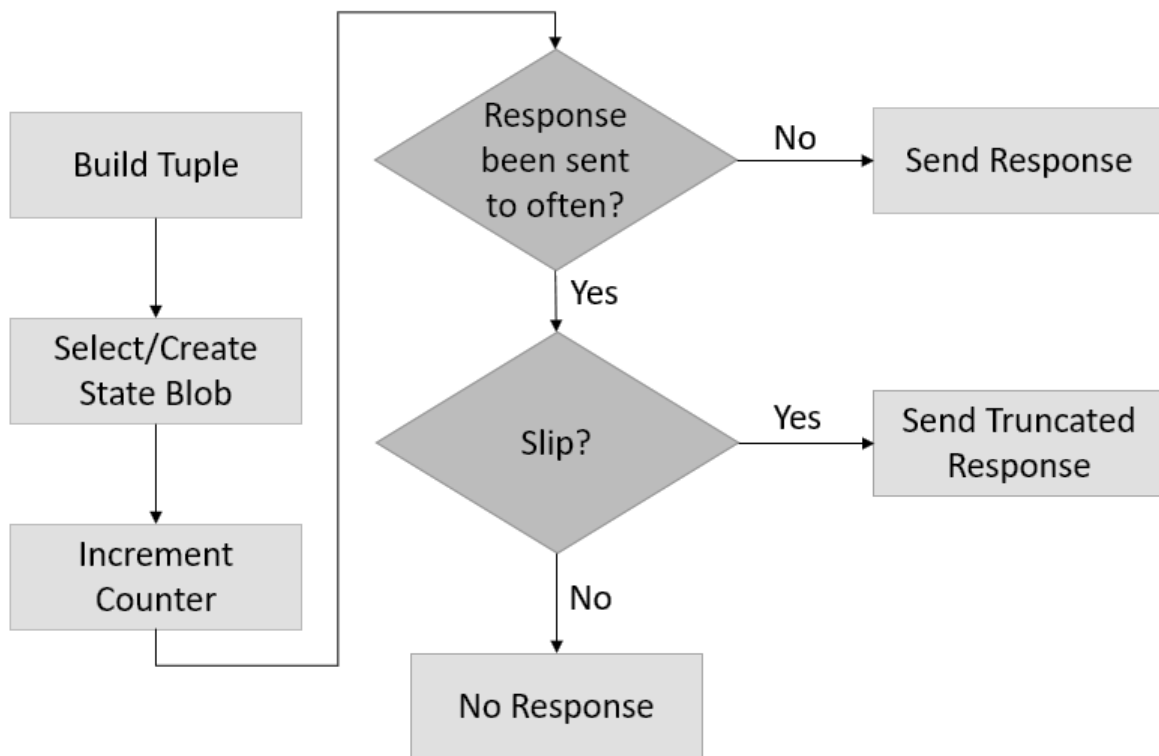 Build Tuple
Select/Create
State Blob
Increment
Counter
Response
been sent
to often?
No
Send Response
Yes
Slip?
Yes
Send Truncated
Response
No
No Response